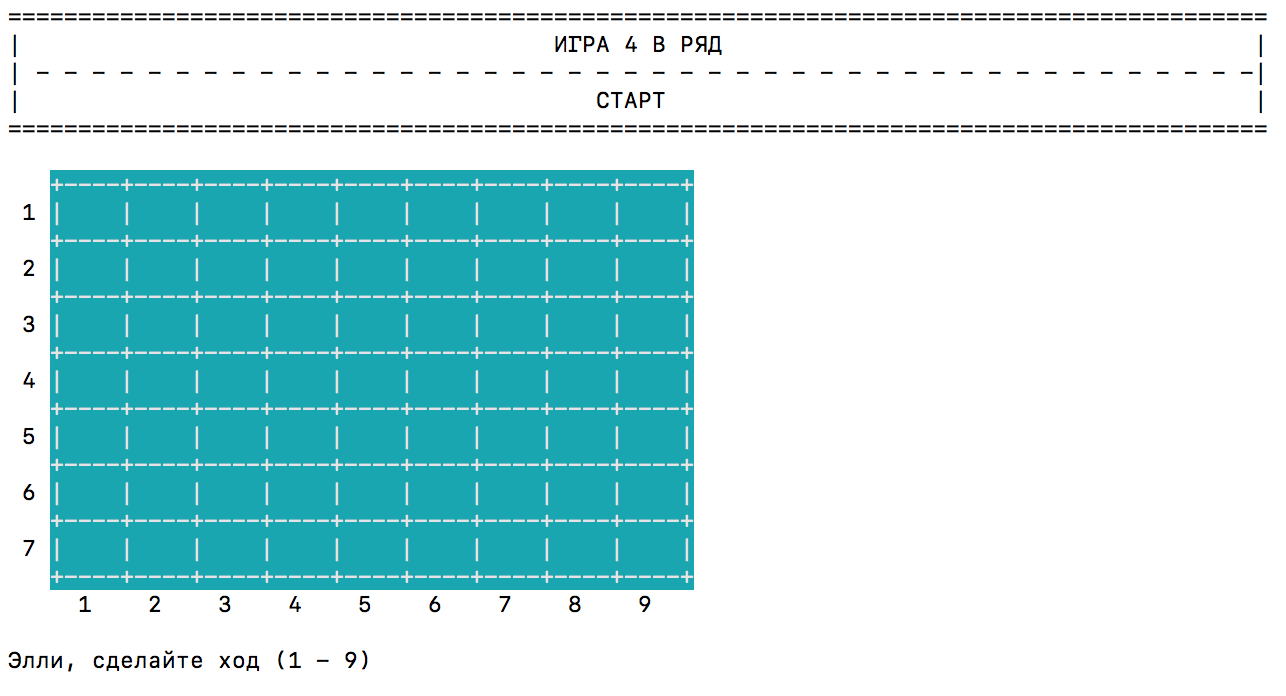 ==========================================================================================
| ИГРА 4 В РЯД |
| - - - - - - - - - - - - - - - - - - - - - - - - - - - - - - - - - - - - - - - - - - - -|
| СТАРТ |
==========================================================================================
+----+----+----+----+----+----+----+----+----+
1 |    |    |    |    |    |    |    |    |    |
+----+----+----+----+----+----+----+----+----+
2 |    |    |    |    |    |    |    |    |    |
+----+----+----+----+----+----+----+----+----+
3 |    |    |    |    |    |    |    |    |    |
+----+----+----+----+----+----+----+----+----+
4 |    |    |    |    |    |    |    |    |    |
+----+----+----+----+----+----+----+----+----+
5 |    |    |    |    |    |    |    |    |    |
+----+----+----+----+----+----+----+----+----+
6 |    |    |    |    |    |    |    |    |    |
+----+----+----+----+----+----+----+----+----+
7 |    |    |    |    |    |    |    |    |    |
+----+----+----+----+----+----+----+----+----+
1 2 3 4 5 6 7 8 9
Элли, сделайте ход (1 - 9)